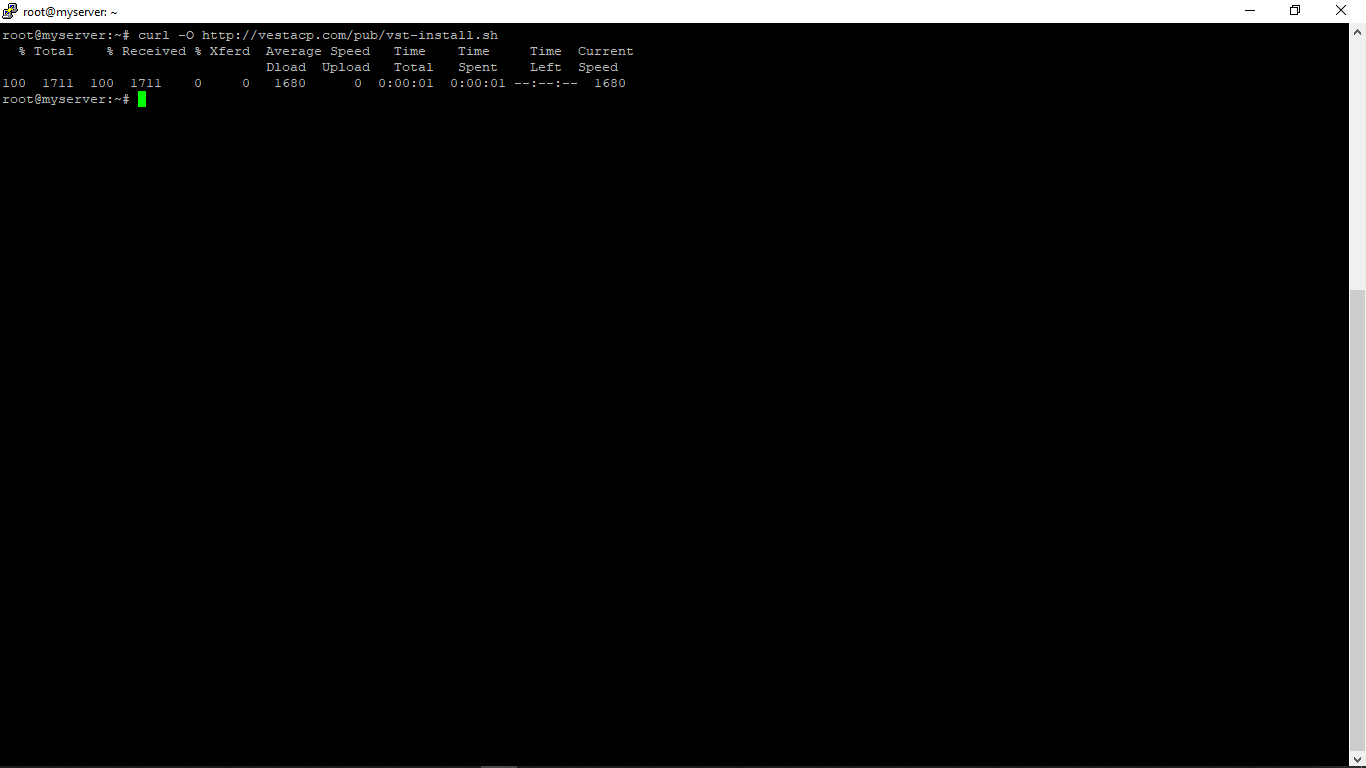 root@myserver: ~
root@myserver:~# curl -O http://vestacp.com/pub/vst-install.sh
  % Total    % Received % Xferd  Average Speed   Time    Time     Time  Current
                                 Dload  Upload   Total   Spent    Left  Speed
100  1711  100  1711    0     0   1680      0  0:00:01  0:00:01 --:--:--  1680
root@myserver:~#